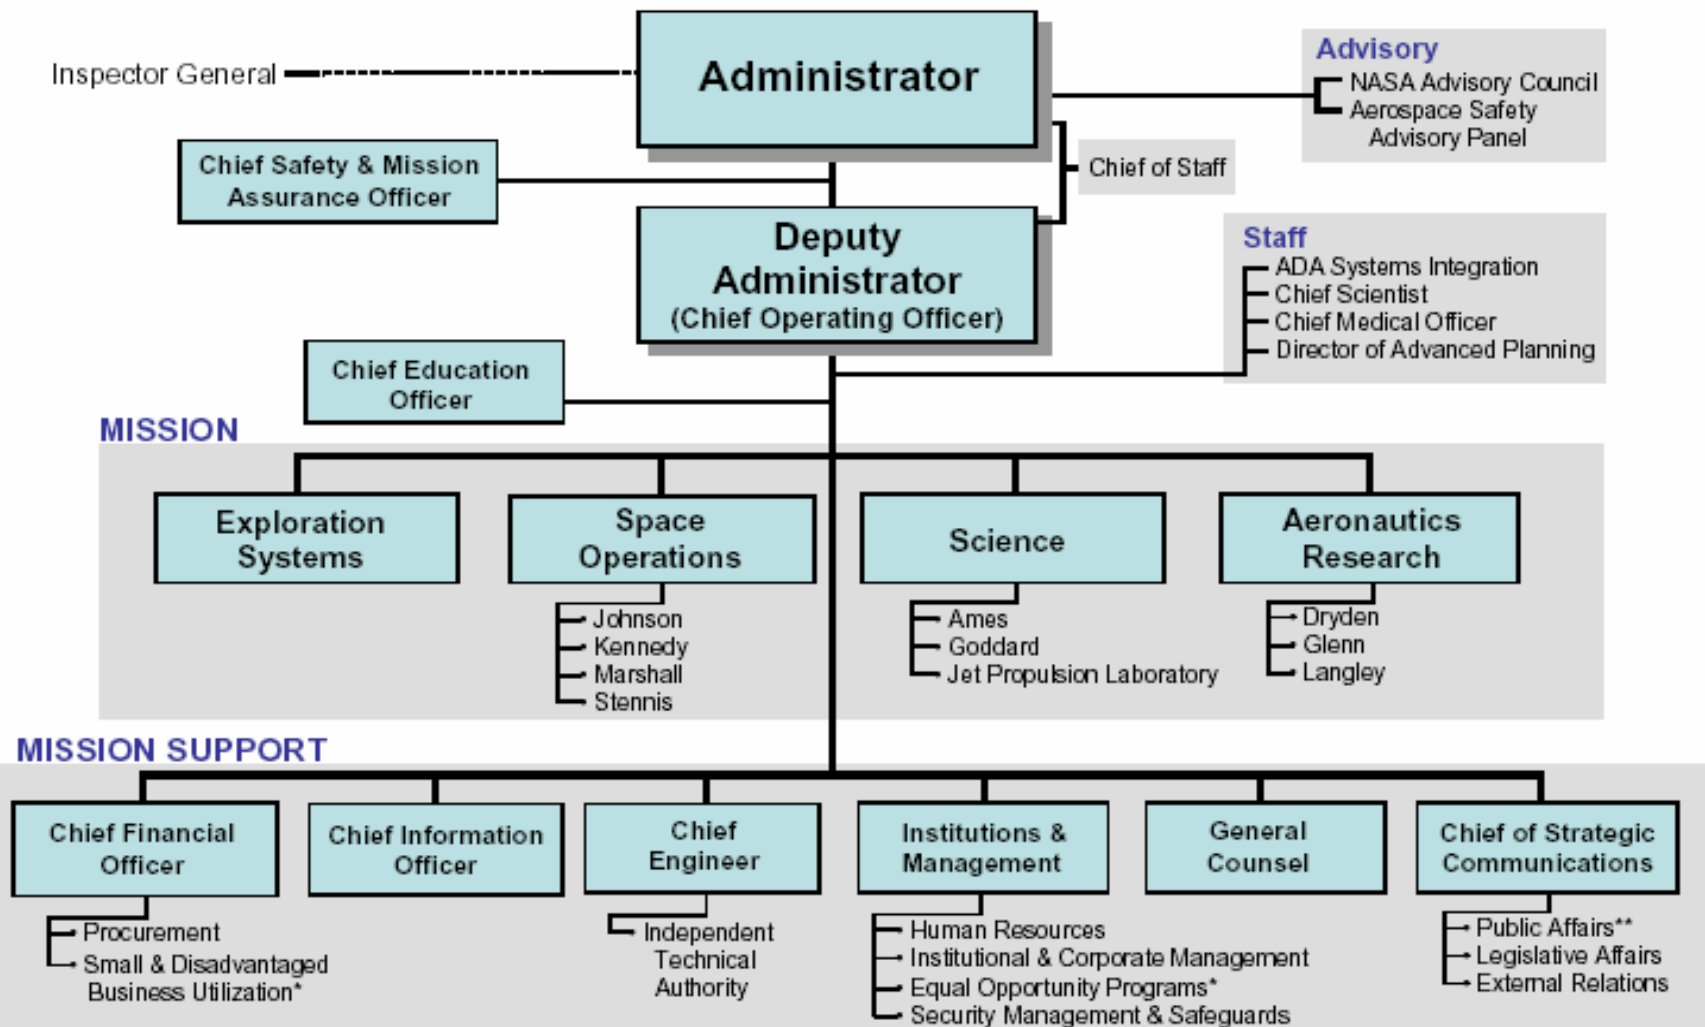 Inspector General
Administrator
Advisory
NASA Advisory Council
Aerospace Safety
Advisory Panel
Chief of Staff
Chief Safety & Mission
Assurance Officer
Deputy
Administrator
(Chief Operating Officer)
Staff
ADA Systems Integration
Chief Scientist
Chief Medical Officer
Director of Advanced Planning
Chief Education
Officer
MISSION
Exploration
Systems
Space
Operations
Johnson
Kennedy
Marshall
Stennis
Science
Ames
Goddard
Jet Propulsion Laboratory
Aeronautics
Research
Dryden
Glenn
Langley
MISSION SUPPORT
Chief Financial
Officer
Procurement
Small & Disadvantaged
Business Utilization*
Chief Information
Officer
Chief
Engineer
Independent
Technical
Authority
Institutions &
Management
Human Resources
Institutional & Corporate Management
Equal Opportunity Programs*
Security Management & Safeguards
General
Counsel
Chief of Strategic
Communications
Public Affairs**
Legislative Affairs
External Relations